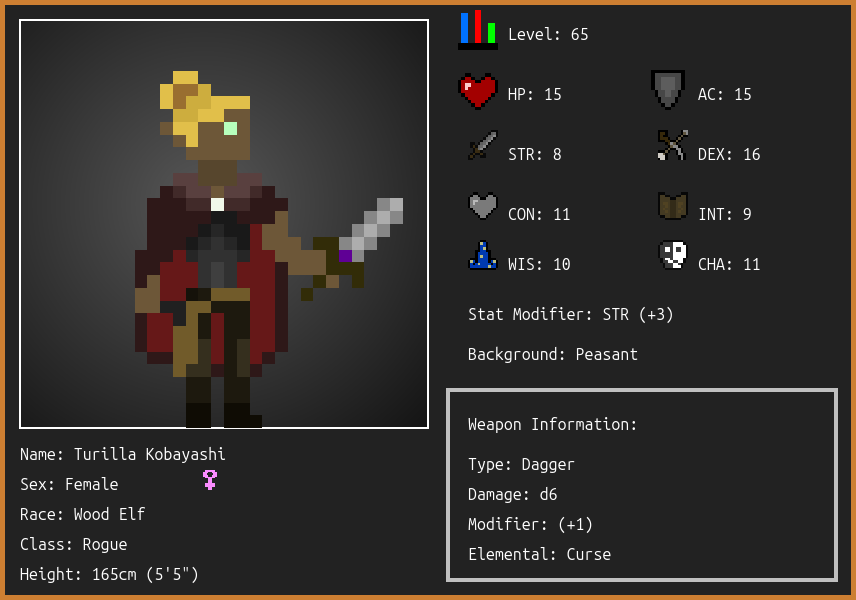 Level: 65
HP: 15
AC: 15
STR: 8
DEX: 16
CON: 11
INT: 9
WIS: 10
CHA: 11
Stat Modifier: STR (+3)
Background: Peasant
Weapon Information:
Type: Dagger
Damage: d6
Modifier: (+1)
Elemental: Curse
Name: Turilla Kobayashi
Sex: Female
Race: Wood Elf
Class: Rogue
Height: 165cm (5'5")